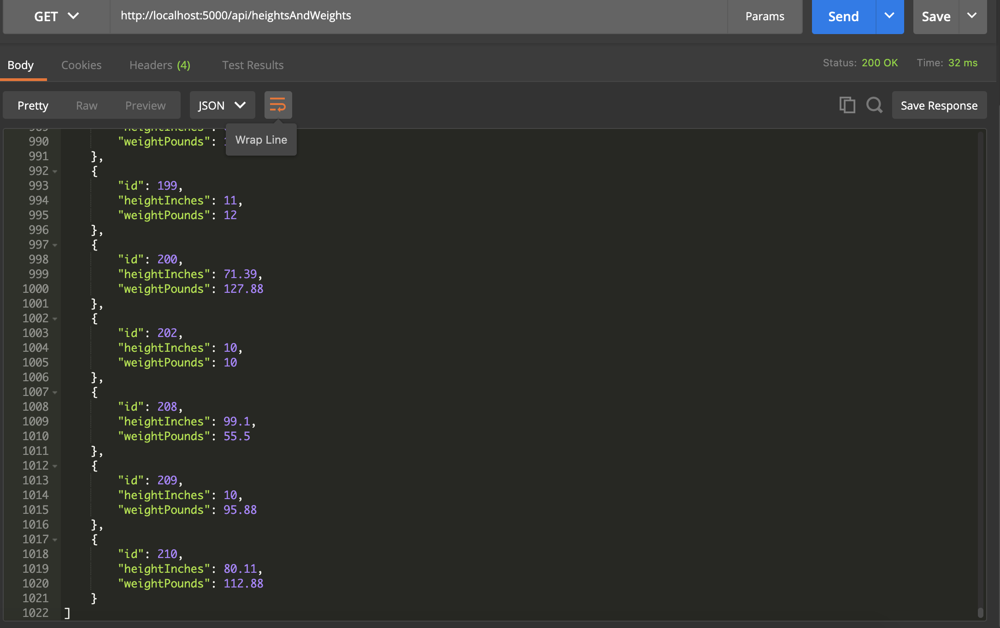 GET http://localhost:5000/api/heightsAndWeights Params Send Save
Body Cookies Headers (4) Test Results Status: 200 OK Time: 32 ms
Pretty Raw Preview JSON Save Response
Wrap Line
989 "heightInches":
990 "weightPounds":
991 },
992 {
993 "id": 199,
994 "heightInches": 11,
995 "weightPounds": 12
996 },
997 {
998 "id": 200,
999 "heightInches": 71.39,
1000 "weightPounds": 127.88
1001 },
1002 {
1003 "id": 202,
1004 "heightInches": 10,
1005 "weightPounds": 10
1006 },
1007 {
1008 "id": 208,
1009 "heightInches": 99.1,
1010 "weightPounds": 55.5
1011 },
1012 {
1013 "id": 209,
1014 "heightInches": 10,
1015 "weightPounds": 95.88
1016 },
1017 {
1018 "id": 210,
1019 "heightInches": 80.11,
1020 "weightPounds": 112.88
1021 }
1022 ]